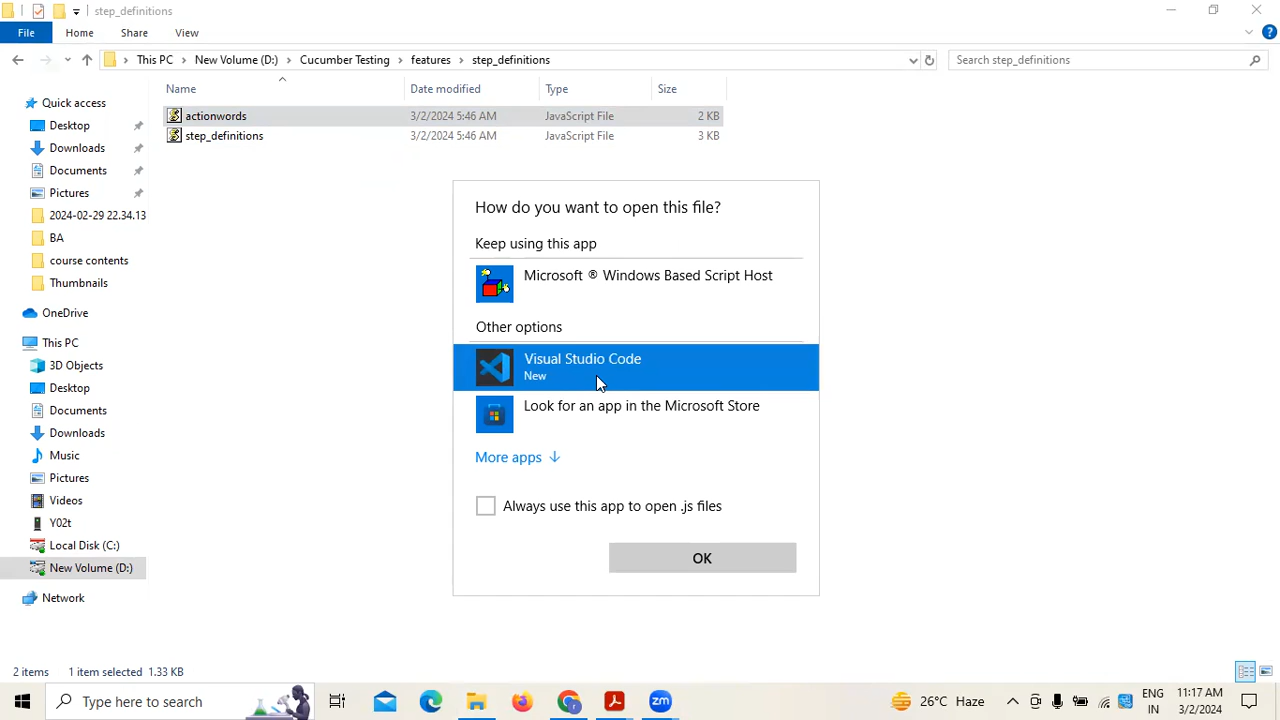 step_definitions
File
Home
Share
View
This PC
New Volume (D:)
Cucumber Testing
features
step_definitions
Search step_definitions
Name
Date modified
Type
Size
actionwords
3/2/2024 5:46 AM
JavaScript File
2 KB
step_definitions
3/2/2024 5:46 AM
JavaScript File
3 KB
Quick access
Desktop
Downloads
Documents
Pictures
2024-02-29 22.34.13
BA
course contents
Thumbnails
OneDrive
This PC
3D Objects
Desktop
Documents
Downloads
Music
Pictures
Videos
Y02t
Local Disk (C:)
New Volume (D:)
Network
How do you want to open this file?
Keep using this app
Microsoft ® Windows Based Script Host
Other options
Visual Studio Code
New
Look for an app in the Microsoft Store
More apps
Always use this app to open .js files
OK
2 items
1 item selected 1.33 KB
Type here to search
zm
26°C Haze
ENG
IN
11:17 AM
3/2/2024